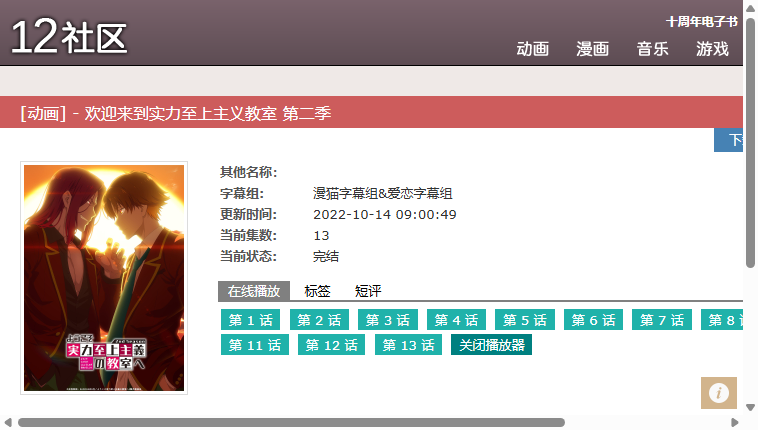 12社区
十周年电子书
动画 漫画 音乐 游戏
[动画] - 欢迎来到实力至上主义教室 第二季
下
其他名称:
字幕组: 漫猫字幕组&爱恋字幕组
更新时间: 2022-10-14 09:00:49
当前集数: 13
当前状态: 完结
ようこそ
実力至上主義
の教室へ
2nd Season
在线播放 标签 短评
第 1 话 第 2 话 第 3 话 第 4 话 第 5 话 第 6 话 第 7 话 第 8
第 11 话 第 12 话 第 13 话 关闭播放器
i